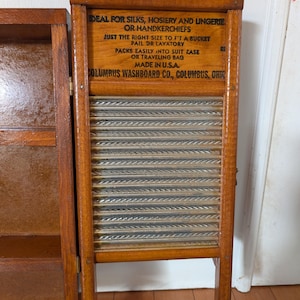 IDEAL FOR SILKS, HOSIERY AND LINGERIE
OR HANDKERCHIEFS
JUST THE RIGHT SIZE TO FIT A BUCKET
PAIL OR LAVATORY
PACKS EASILY INTO SUIT CASE
OR TRAVELING BAG
MADE IN U.S.A.
COLUMBUS WASHBOARD CO., COLUMBUS, OHIO